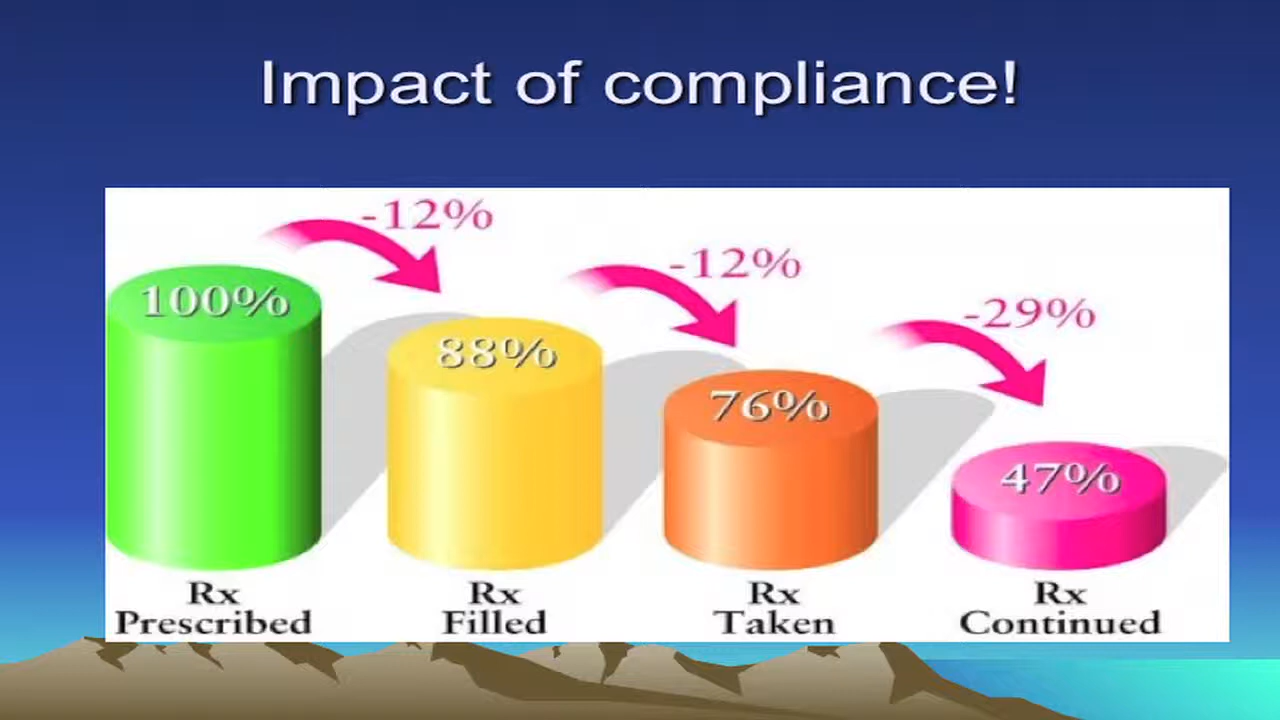 Impact of compliance!
-12%
-12%
-29%
100%
88%
76%
47%
Rx
Prescribed
Rx
Filled
Rx
Taken
Rx
Continued